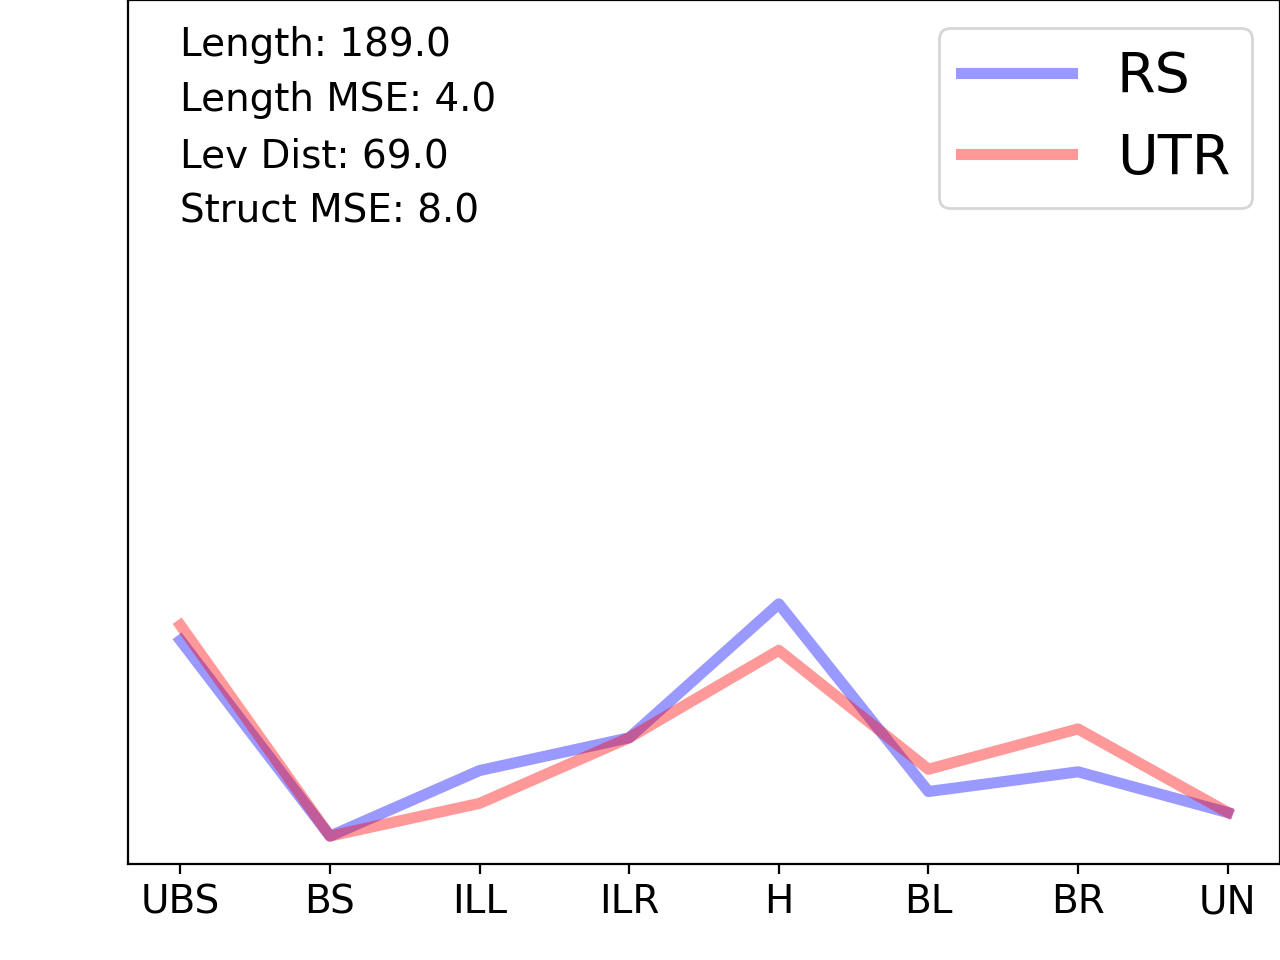 Length: 189.0
Length MSE: 4.0
Lev Dist: 69.0
Struct MSE: 8.0
RS
UTR
UBS BS ILL ILR H BL BR UN